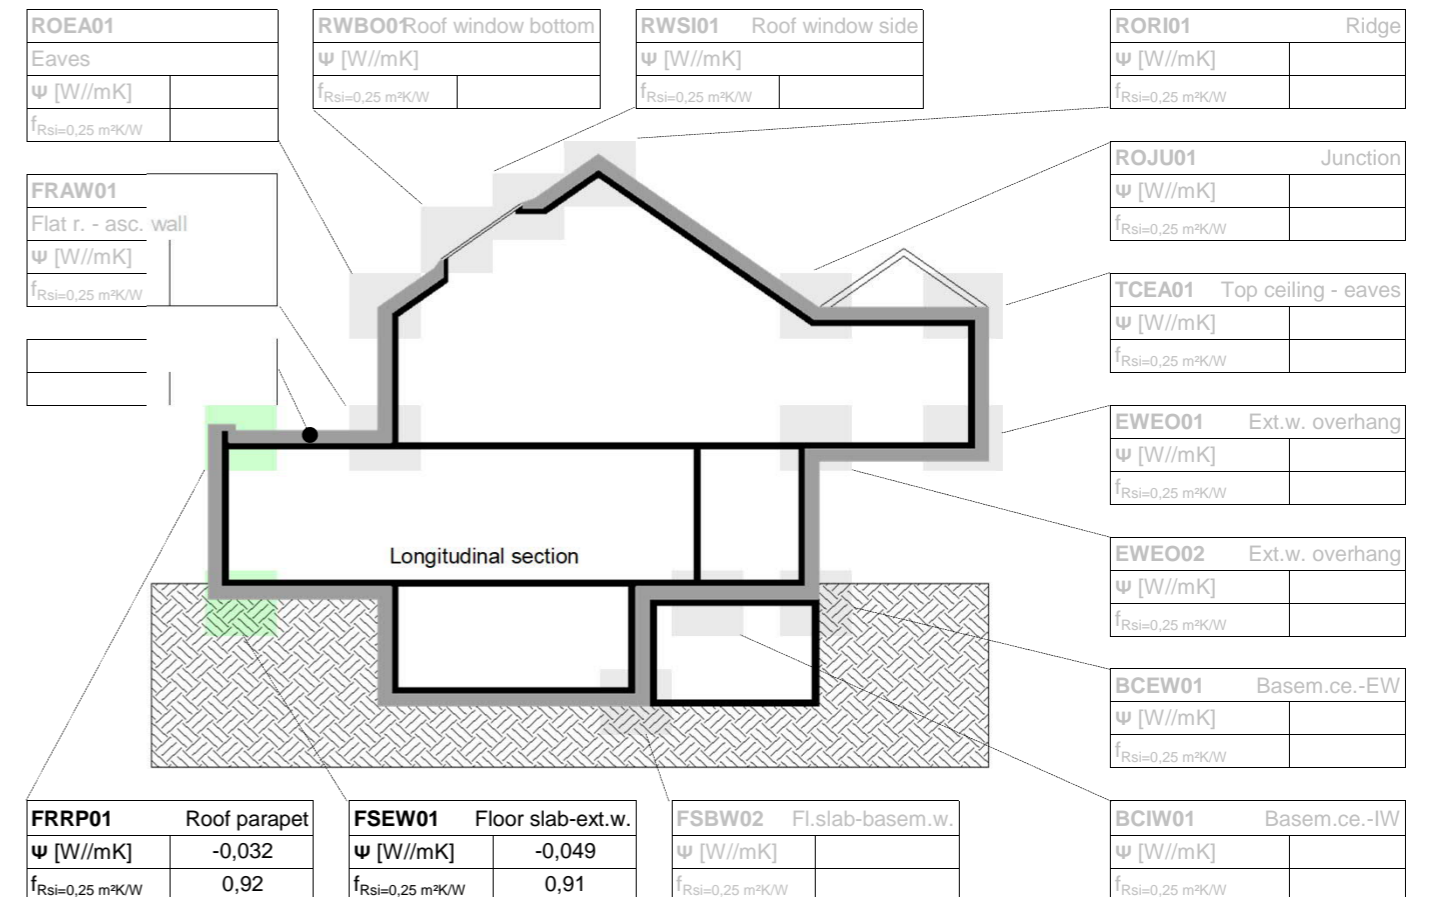 ROEA01
Eaves
Ψ [W//mK]
fRsi=0,25 m²K/W
RWBO01 Roof window bottom
Ψ [W//mK]
fRsi=0,25 m²K/W
RWSI01 Roof window side
Ψ [W//mK]
fRsi=0,25 m²K/W
RORI01 Ridge
Ψ [W//mK]
fRsi=0,25 m²K/W
FRAW01
Flat r. - asc. wall
Ψ [W//mK]
fRsi=0,25 m²K/W
ROJU01 Junction
Ψ [W//mK]
fRsi=0,25 m²K/W
TCEA01 Top ceiling - eaves
Ψ [W//mK]
fRsi=0,25 m²K/W
EWEO01 Ext.w. overhang
Ψ [W//mK]
fRsi=0,25 m²K/W
Longitudinal section
EWEO02 Ext.w. overhang
Ψ [W//mK]
fRsi=0,25 m²K/W
BCEW01 Basem.ce.-EW
Ψ [W//mK]
fRsi=0,25 m²K/W
FRRP01 Roof parapet
Ψ [W//mK] -0,032
fRsi=0,25 m²K/W 0,92
FSEW01 Floor slab-ext.w.
Ψ [W//mK] -0,049
fRsi=0,25 m²K/W 0,91
FSBW02 Fl.slab-basem.w.
Ψ [W//mK]
fRsi=0,25 m²K/W
BCIW01 Basem.ce.-IW
Ψ [W//mK]
fRsi=0,25 m²K/W